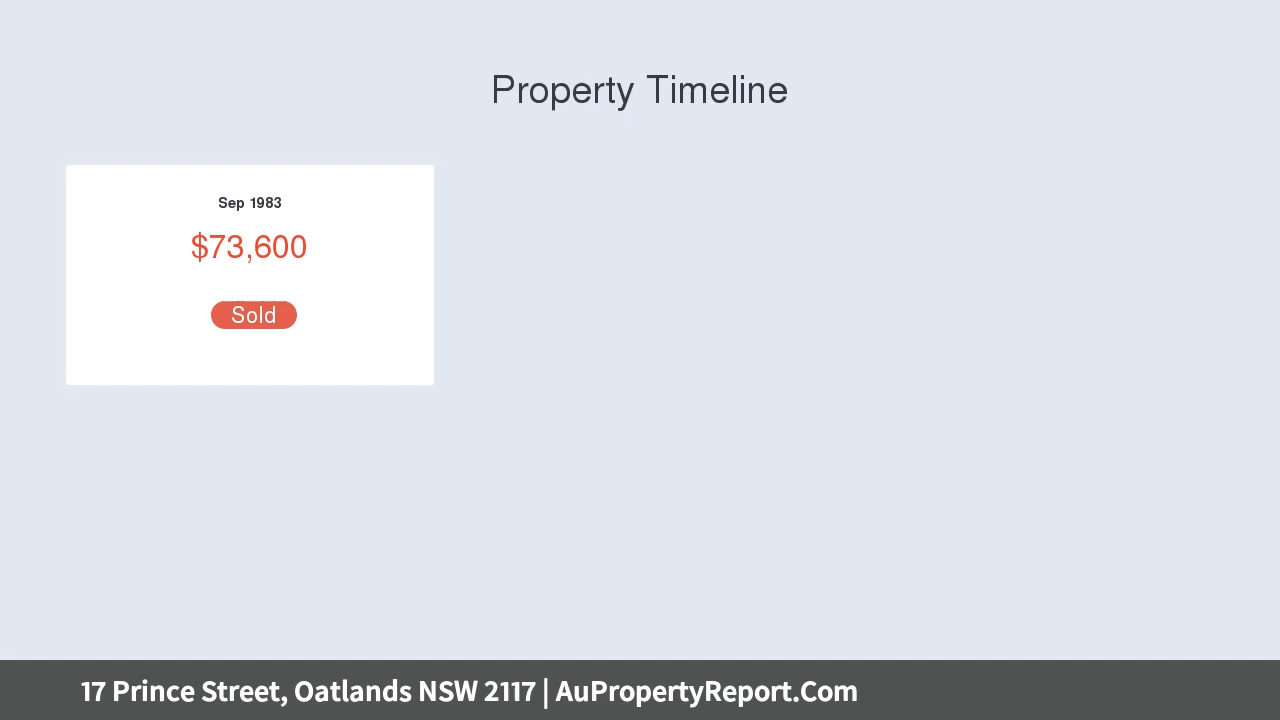 Property Timeline
Sep 1983
$73,600
Sold
17 Prince Street, Oatlands NSW 2117 | AuPropertyReport.Com